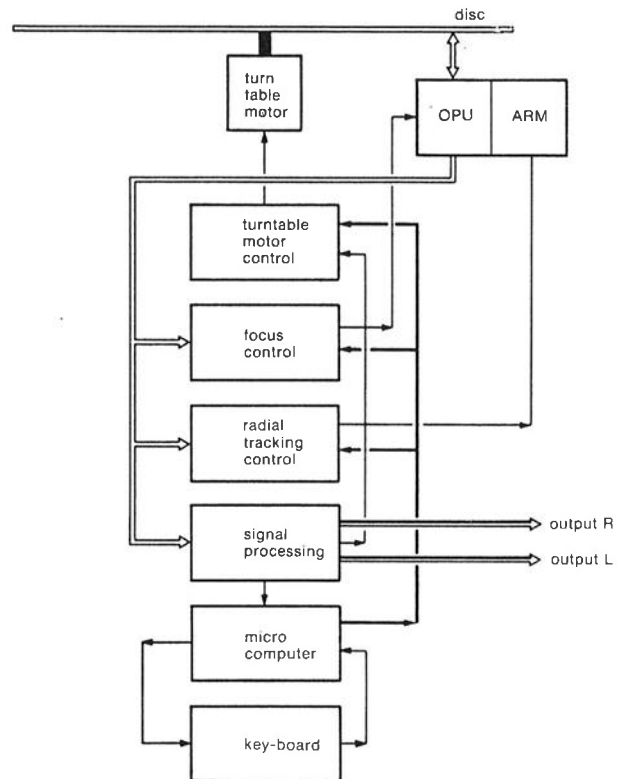 disc
turn
table
motor
OPU
ARM
turntable
motor
control
focus
control
radial
tracking
control
signal
processing
output R
output L
micro
computer
key-board